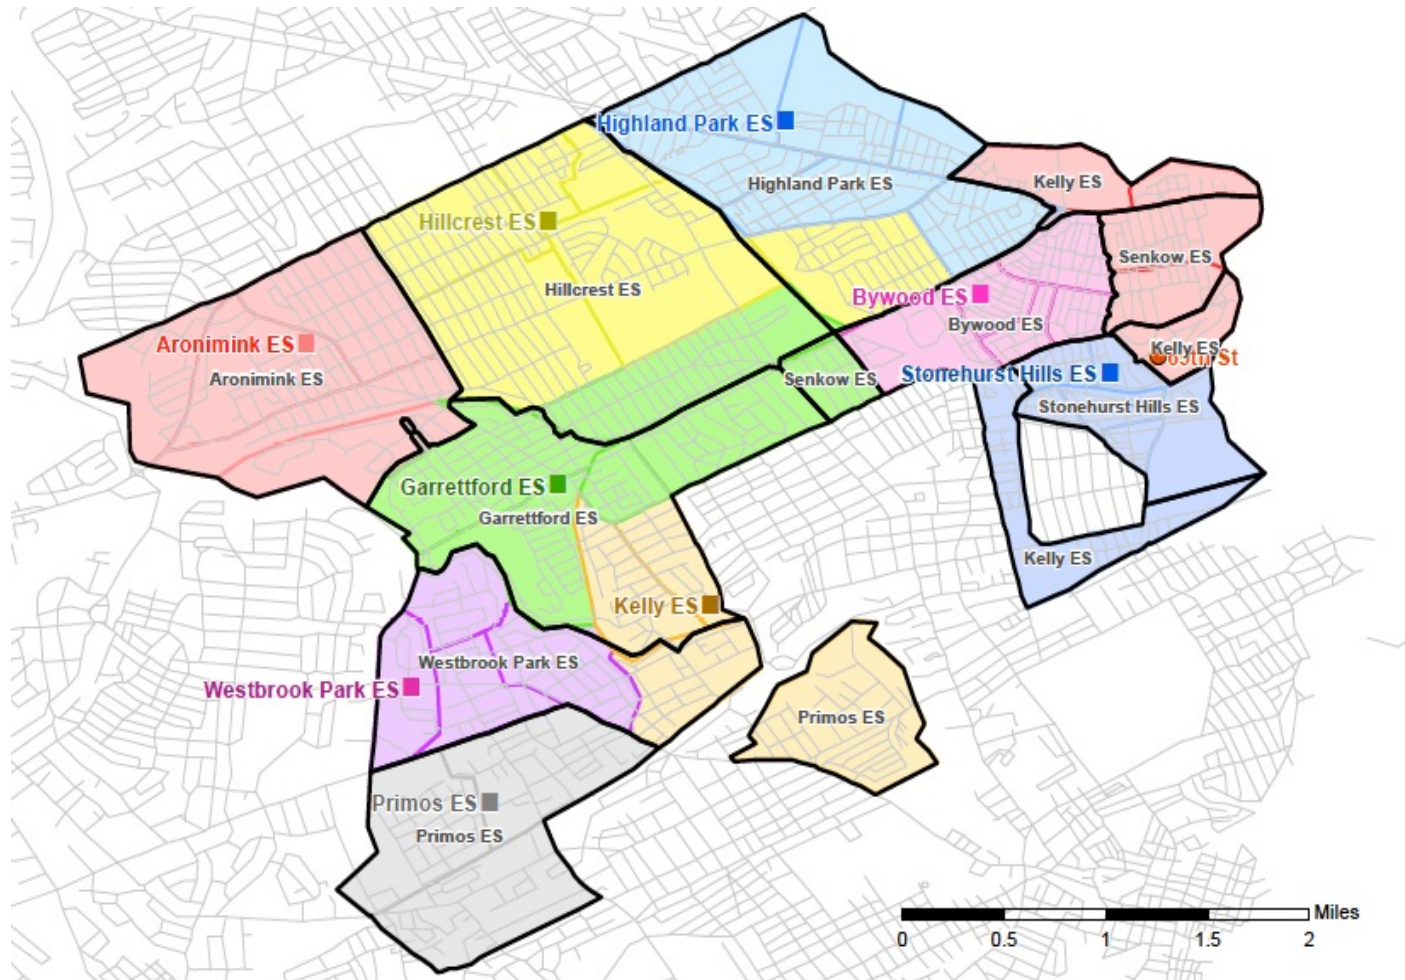 Highland Park ES
Kelly ES
Highland Park ES
Hillcrest ES
Senkow ES
Hillcrest ES
Bywood ES
Bywood ES
Aronimink ES
Kelly ES
69th St
Aronimink ES
Senkow ES
Stonehurst Hills ES
Stonehurst Hills ES
Garrettford ES
Garrettford ES
Kelly ES
Kelly ES
Westbrook Park ES
Westbrook Park ES
Primos ES
Primos ES
Primos ES
Miles
0 0.5 1 1.5 2